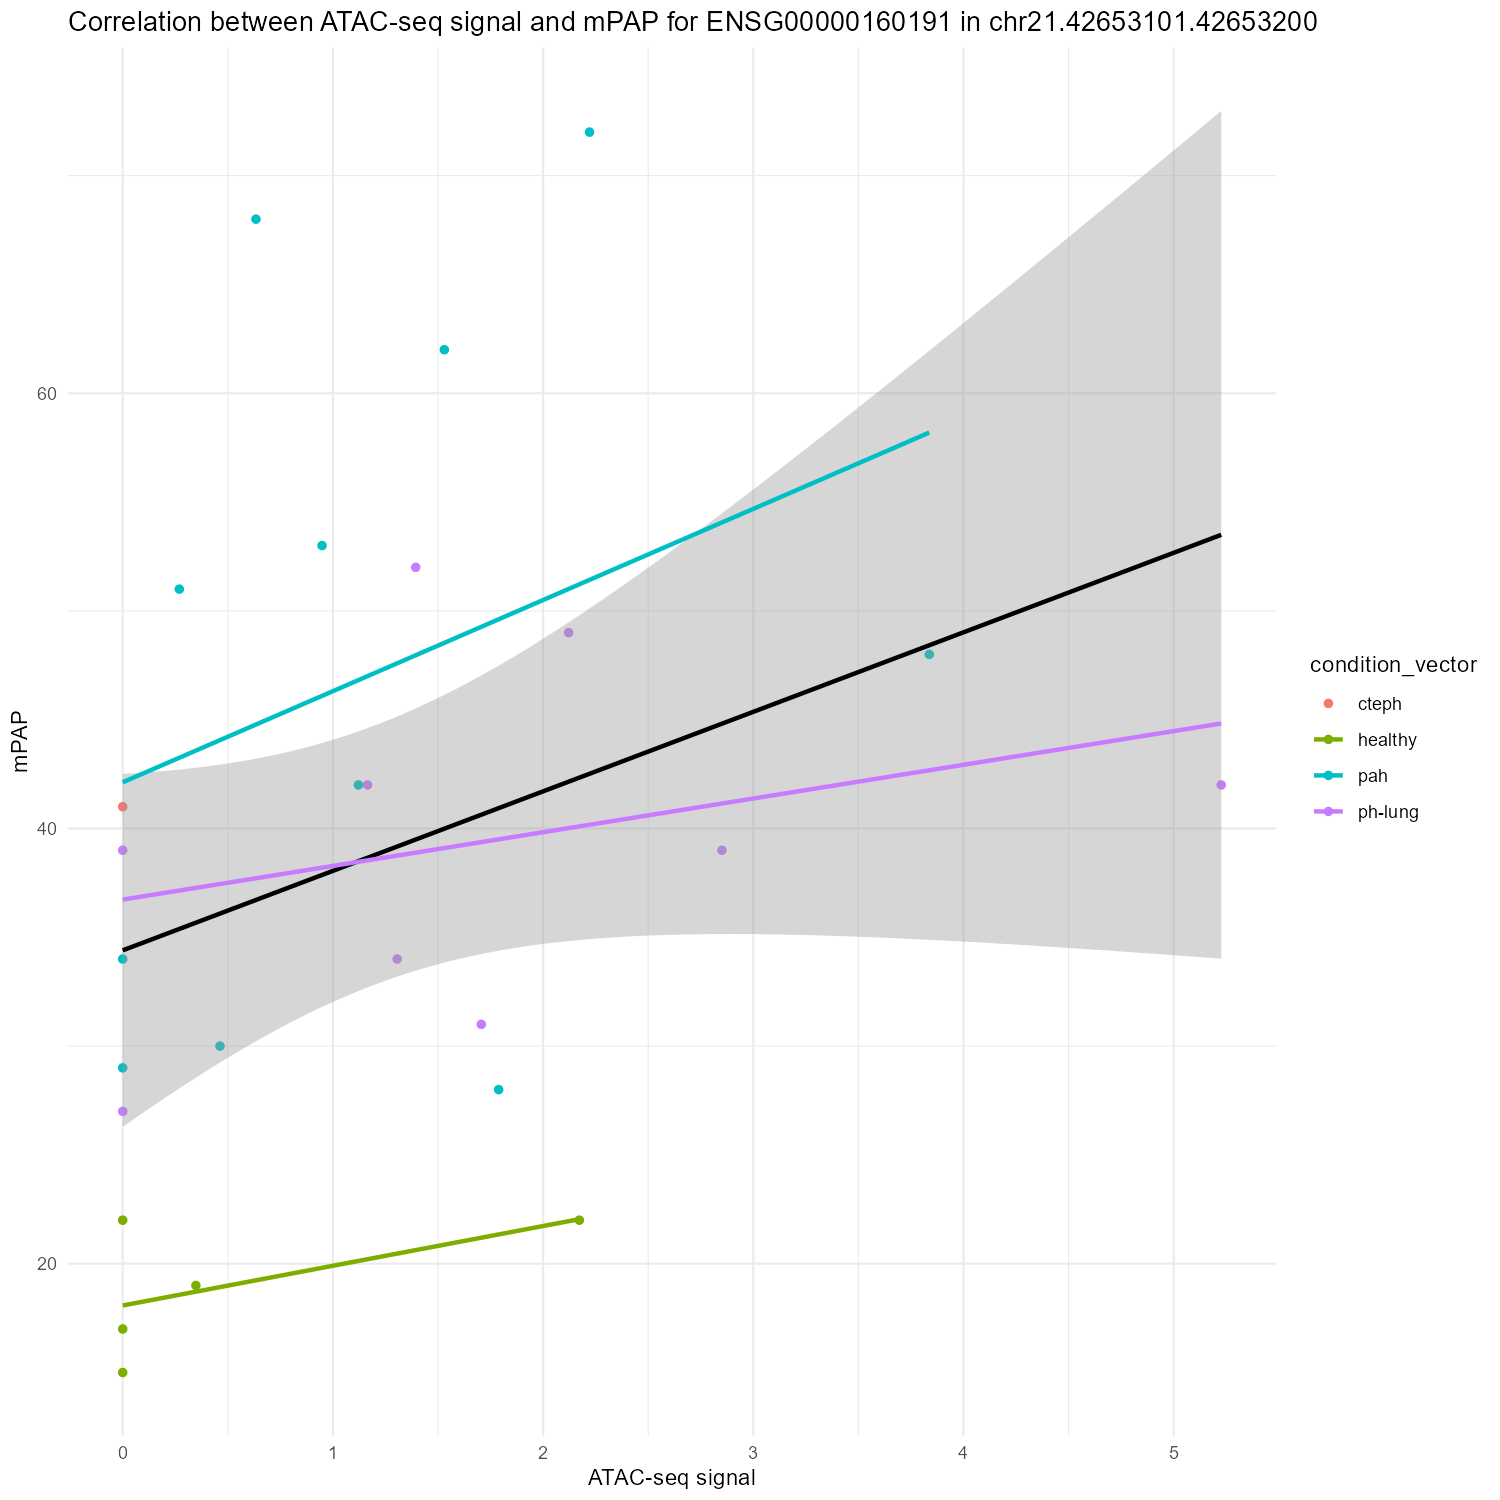 Correlation between ATAC-seq signal and mPAP for ENSG00000160191 in chr21.42653101.42653200
mPAP
60
40
20
0 1 2 3 4 5
ATAC-seq signal
condition_vector
cteph
healthy
pah
ph-lung